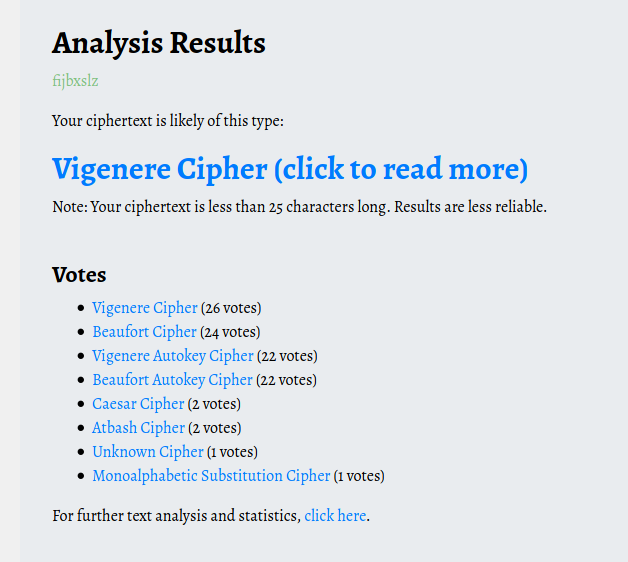 Analysis Results
fijbxslz
Your ciphertext is likely of this type:
Vigenere Cipher (click to read more)
Note: Your ciphertext is less than 25 characters long. Results are less reliable.
Votes
• Vigenere Cipher (26 votes)
• Beaufort Cipher (24 votes)
• Vigenere Autokey Cipher (22 votes)
• Beaufort Autokey Cipher (22 votes)
• Caesar Cipher (2 votes)
• Atbash Cipher (2 votes)
• Unknown Cipher (1 votes)
• Monoalphabetic Substitution Cipher (1 votes)
For further text analysis and statistics, click here.